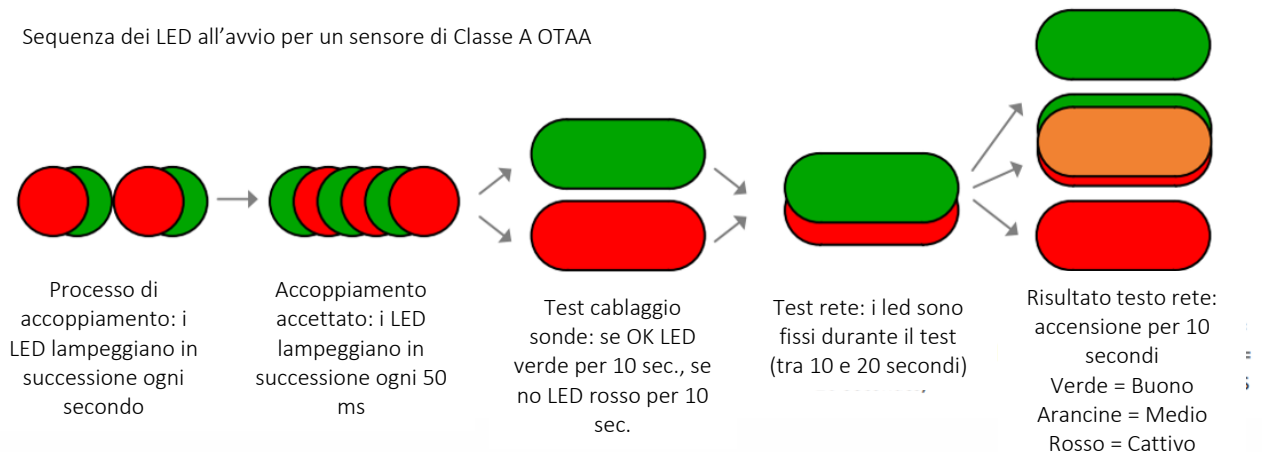 Sequenza dei LED all’avvio per un sensore di Classe A OTAA
Processo di
accoppiamento: i
LED lampeggiano in
successione ogni
secondo
Accoppiamento
accettato: i LED
lampeggiano in
successione ogni 50
ms
Test cablaggio
sonde: se OK LED
verde per 10 sec., se
no LED rosso per 10
sec.
Test rete: i led sono
fissi durante il test
(tra 10 e 20 secondi)
Risultato testo rete:
accensione per 10
secondi
Verde = Buono
Arancine = Medio
Rosso = Cattivo